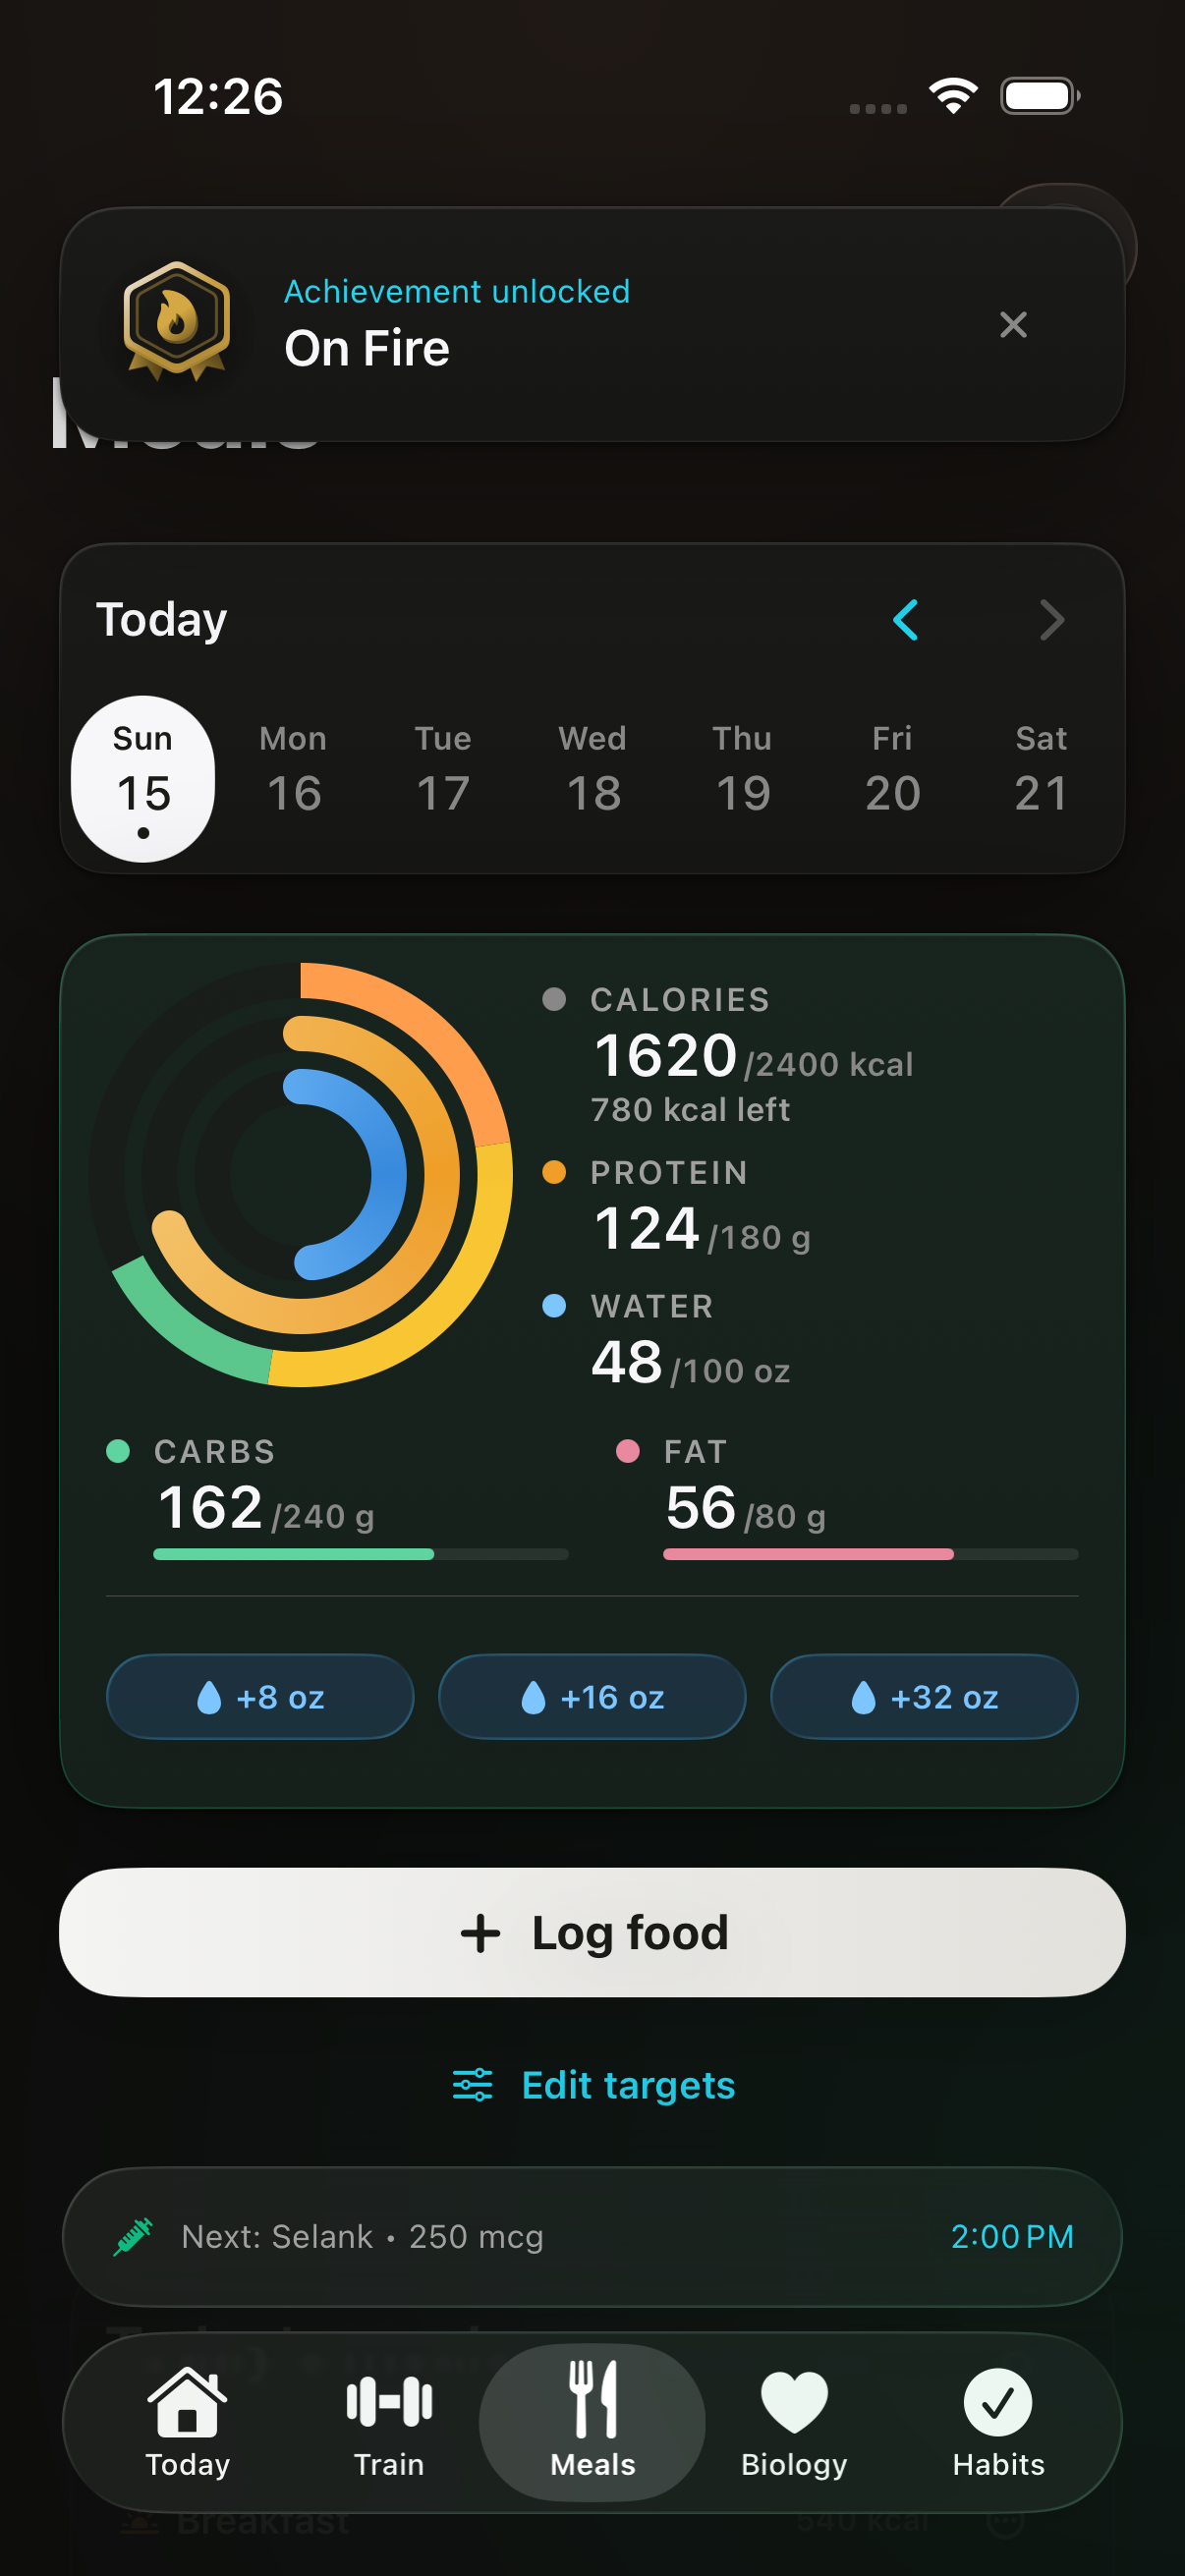 12:26
Achievement unlocked
On Fire
Today
Sun Mon Tue Wed Thu Fri Sat
15 16 17 18 19 20 21
CALORIES
1620/2400 kcal
780 kcal left
PROTEIN
124/180 g
WATER
48/100 oz
CARBS
162/240 g
FAT
56/80 g
+8 oz
+16 oz
+32 oz
Log food
Edit targets
Next: Selank • 250 mcg 2:00 PM
Breakfast 540 kcal
Today Train Meals Biology Habits